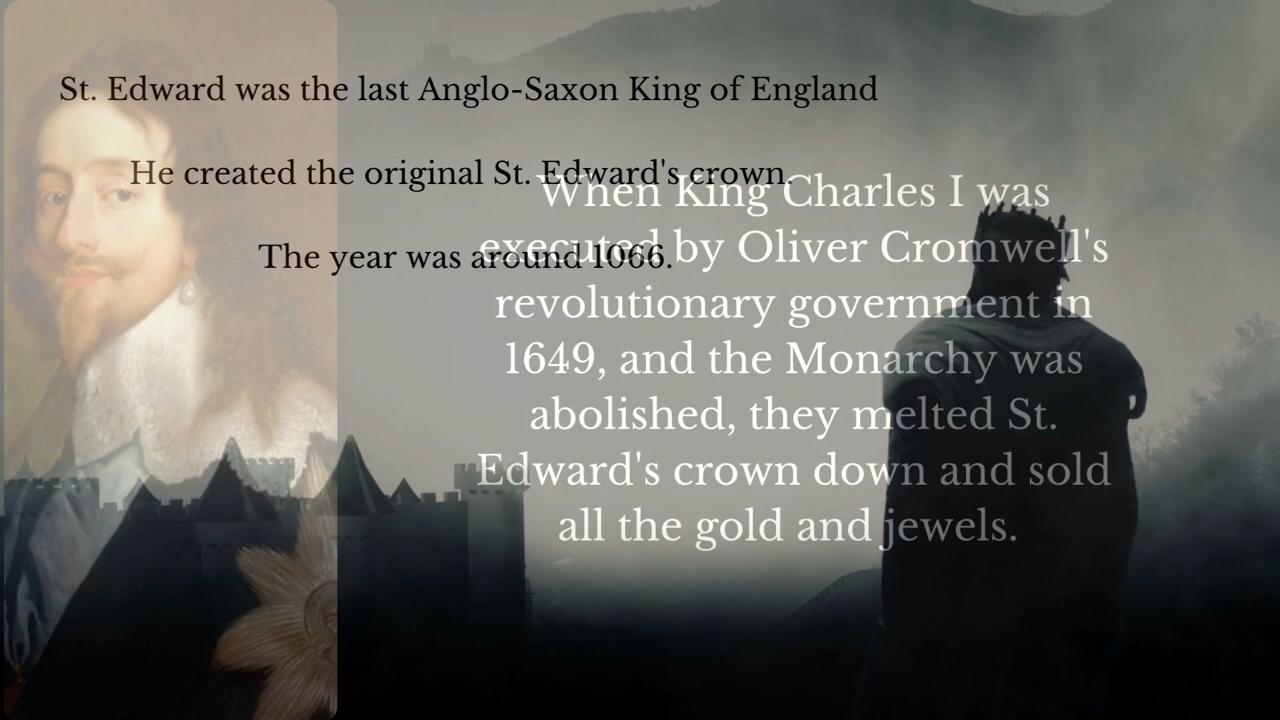 St. Edward was the last Anglo-Saxon King of England
He created the original St. Edward's crown.
The year was around 1066.
When King Charles I was
executed by Oliver Cromwell's
revolutionary government in
1649, and the Monarchy was
abolished, they melted St.
Edward's crown down and sold
all the gold and jewels.